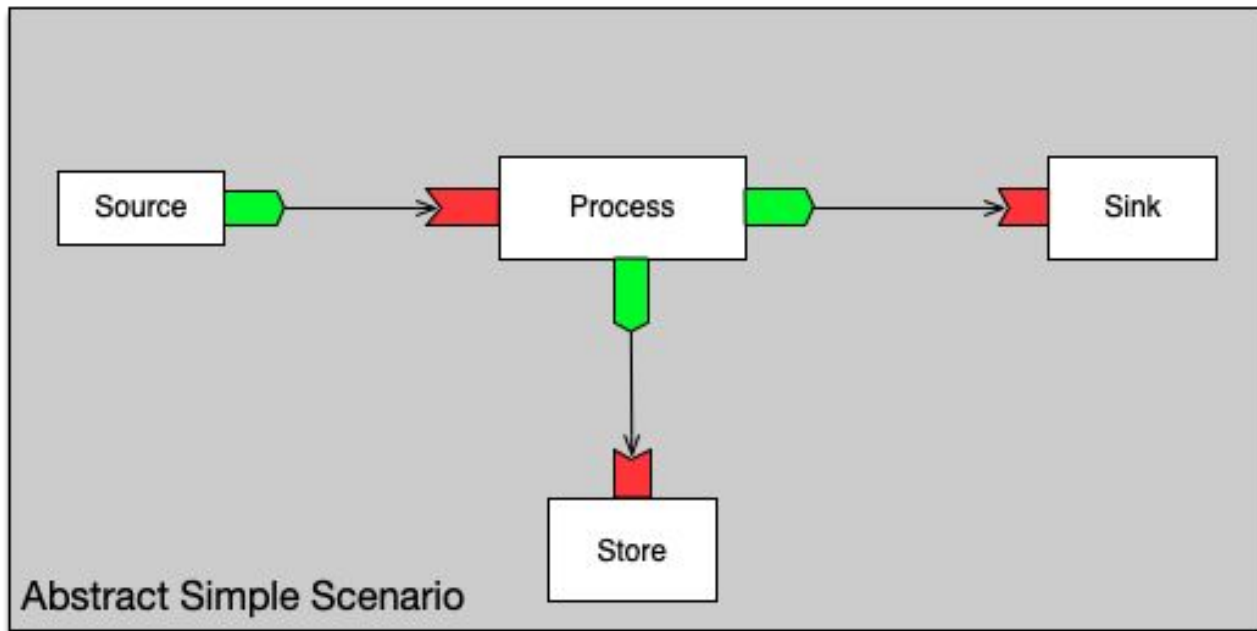 Source
Process
Sink
Store
Abstract Simple Scenario